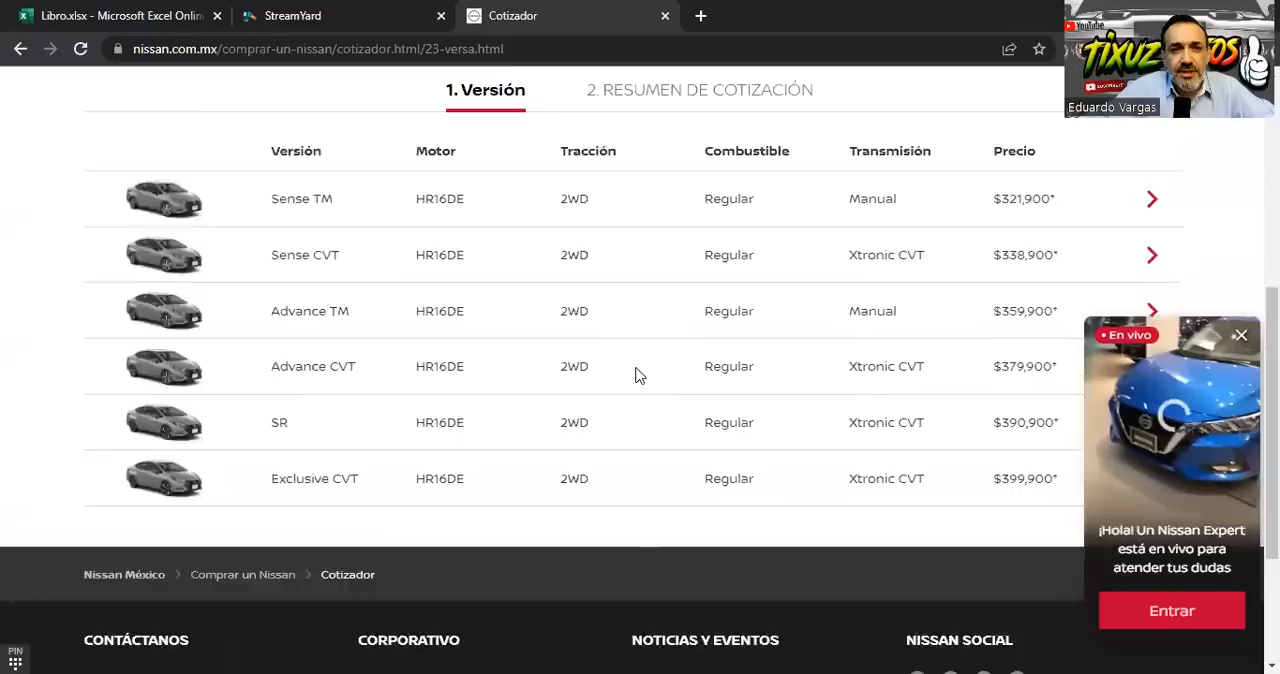 Libro.xlsx - Microsoft Excel Onlin
StreamYard
Cotizador
nissan.com.mx/comprar-un-nissan/cotizador.html/23-versa.html
YouTube
TIXUZ
OS
SUSCRIBETE
Eduardo Vargas
1. Versión
2. RESUMEN DE COTIZACIÓN
Versión Motor Tracción Combustible Transmisión Precio
Sense TM HR16DE 2WD Regular Manual $321,900*
Sense CVT HR16DE 2WD Regular Xtronic CVT $338,900*
Advance TM HR16DE 2WD Regular Manual $359,900*
Advance CVT HR16DE 2WD Regular Xtronic CVT $379,900*
SR HR16DE 2WD Regular Xtronic CVT $390,900*
Exclusive CVT HR16DE 2WD Regular Xtronic CVT $399,900*
• En vivo
¡Hola! Un Nissan Expert
está en vivo para
atender tus dudas
Entrar
Nissan México
Comprar un Nissan
Cotizador
CONTÁCTANOS
CORPORATIVO
NOTICIAS Y EVENTOS
NISSAN SOCIAL
PIN